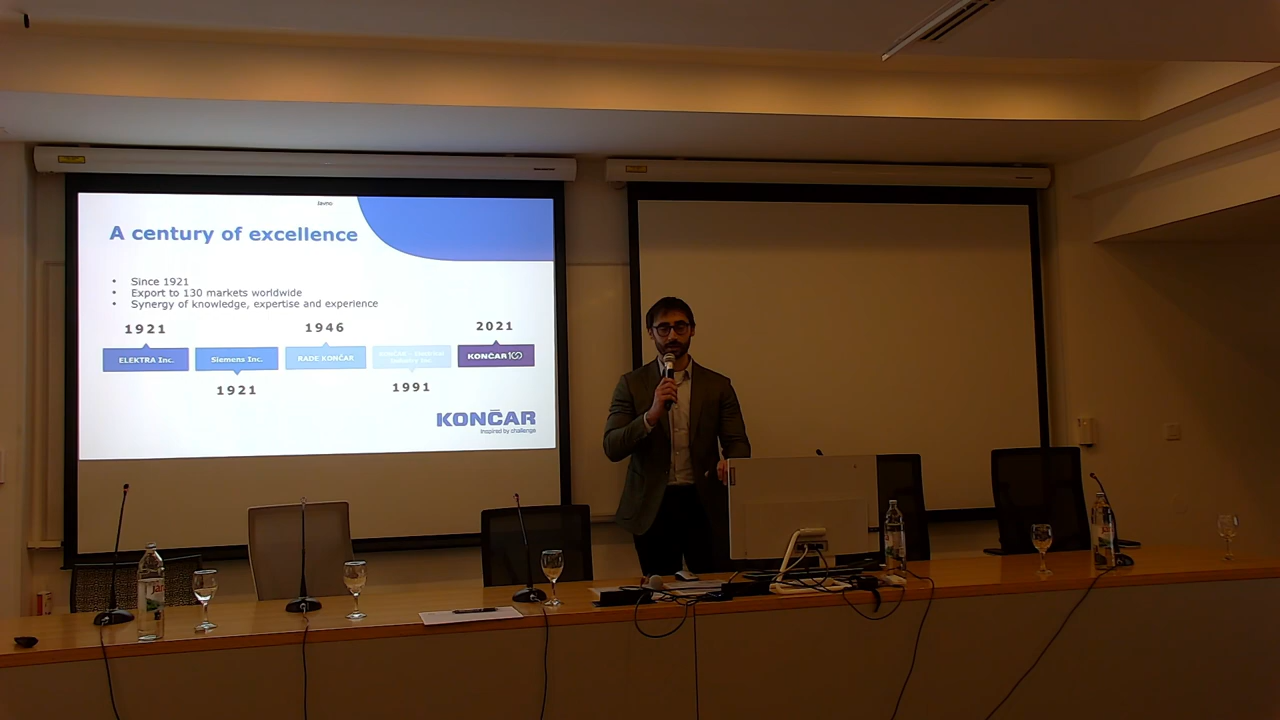 Javno
A century of excellence
• Since 1921
• Export to 130 markets worldwide
• Synergy of knowledge, expertise and experience
1921
1946
2021
ELEKTRA Inc.
Siemens Inc.
RADE KONČAR
KONČAR100
1921
1991
KONČAR
Inspired by challenge